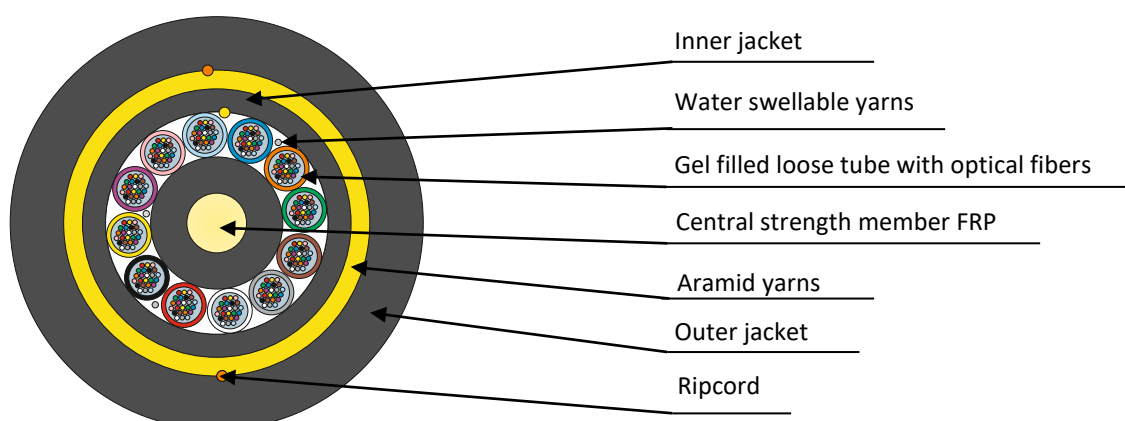 Inner jacket
Water swellable yarns
Gel filled loose tube with optical fibers
Central strength member FRP
Aramid yarns
Outer jacket
Ripcord